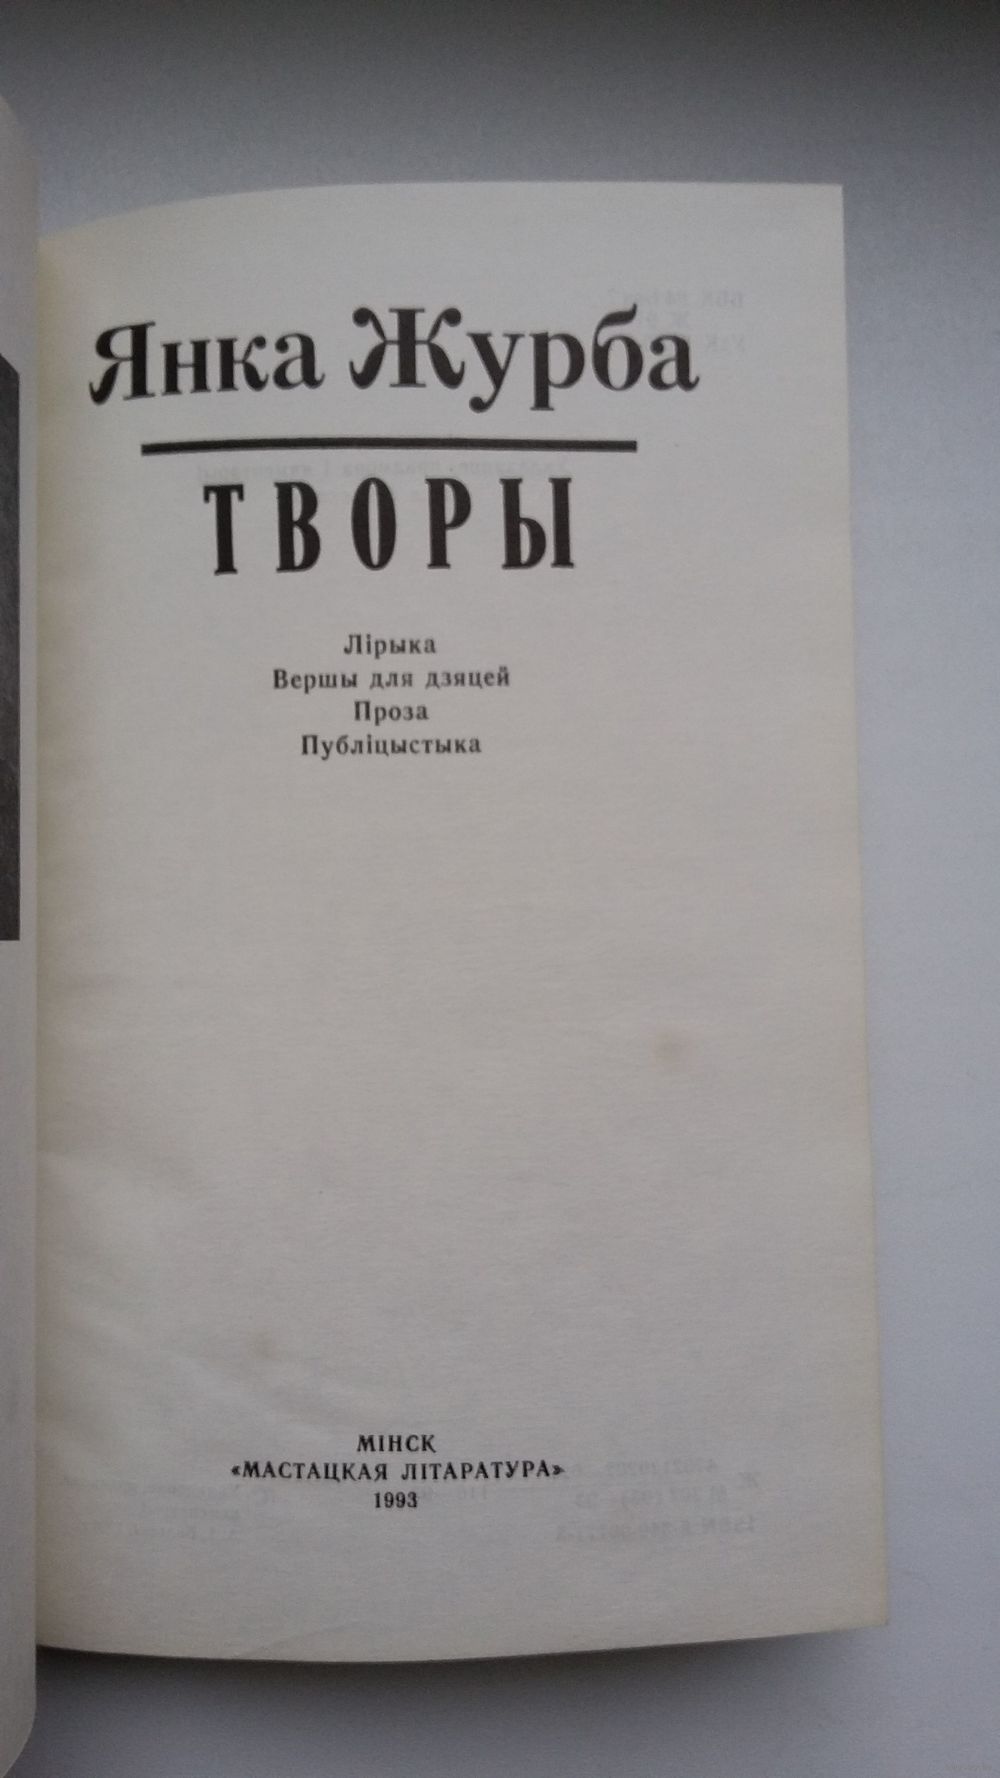 Янка Журба
ТВОРЫ
Лірыка
Вершы для дзяцей
Проза
Публіцыстыка
МІНСК
«МАСТАЦКАЯ ЛІТАРАТУРА»
1993